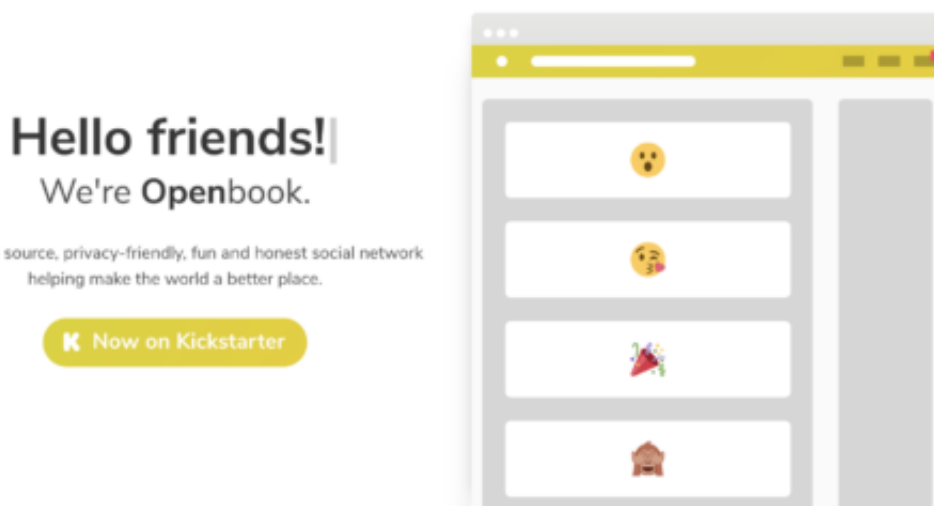 Hello friends!
We're Openbook.
source, privacy-friendly, fun and honest social network
helping make the world a better place.
Now on Kickstarter